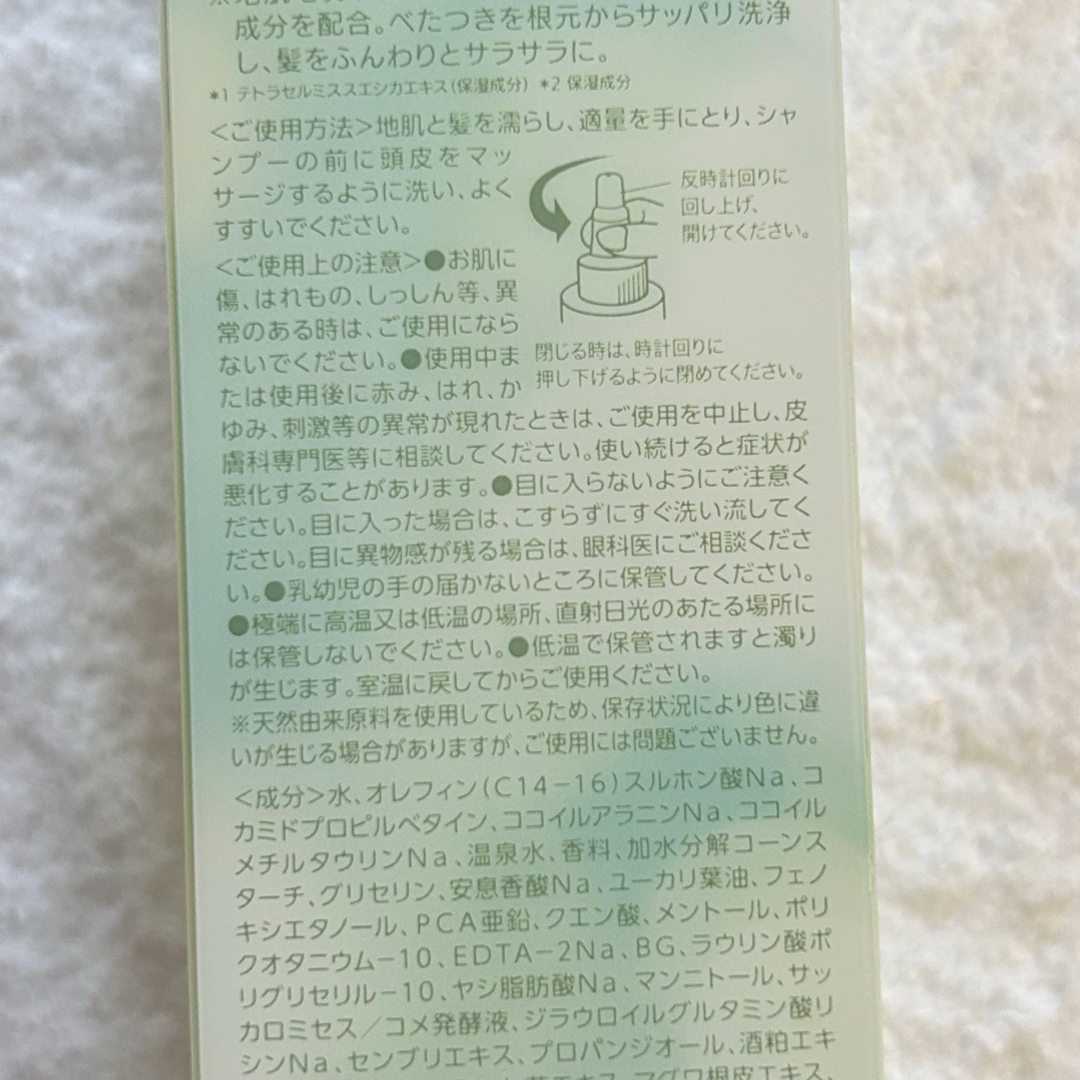 成分を配合。べたつきを根元からサッパリ洗浄
し、髪をふんわりとサラサラに。
*1 テトラセルミススエシカエキス(保湿成分) *2 保湿成分
<ご使用方法>地肌と髪を濡らし、適量を手にとり、シャ
ンプーの前に頭皮をマッ
サージするように洗い、よく
すすいでください。
反時計回りに
回し上げ、
開けてください。
<ご使用上の注意>●お肌に
傷、はれもの、しっしん等、異
常のある時は、ご使用になら
ないでください。●使用中ま
たは使用後に赤み、はれ、か
閉じる時は、時計回りに
押し下げるように閉めてください。
ゆみ、刺激等の異常が現れたときは、ご使用を中止し、皮
膚科専門医等に相談してください。使い続けると症状が
悪化することがあります。●目に入らないようにご注意く
ださい。目に入った場合は、こすらずにすぐ洗い流してく
ださい。目に異物感が残る場合は、眼科医にご相談くださ
い。●乳幼児の手の届かないところに保管してください。
●極端に高温又は低温の場所、直射日光のあたる場所に
は保管しないでください。●低温で保管されますと濁り
が生じます。室温に戻してからご使用ください。
※天然由来原料を使用しているため、保存状況により色に違
いが生じる場合がありますが、ご使用には問題ございません。
<成分>水、オレフィン(C14-16)スルホン酸Na、コ
カミドプロピルベタイン、ココイルアラニンNa、ココイル
メチルタウリンNa、温泉水、香料、加水分解コーンス
ターチ、グリセリン、安息香酸Na、ユーカリ葉油、フェノ
キシエタノール、PCA亜鉛、クエン酸、メントール、ポリ
クオタニウム-10、EDTA-2Na、BG、ラウリン酸ポ
リグリセリル-10、ヤシ脂肪酸Na、マンニトール、サッ
カロミセス/コメ発酵液、ジラウロイルグルタミン酸リ
シンNa、センブリエキス、プロパンジオール、酒粕エキ
マグワ根皮エキス、